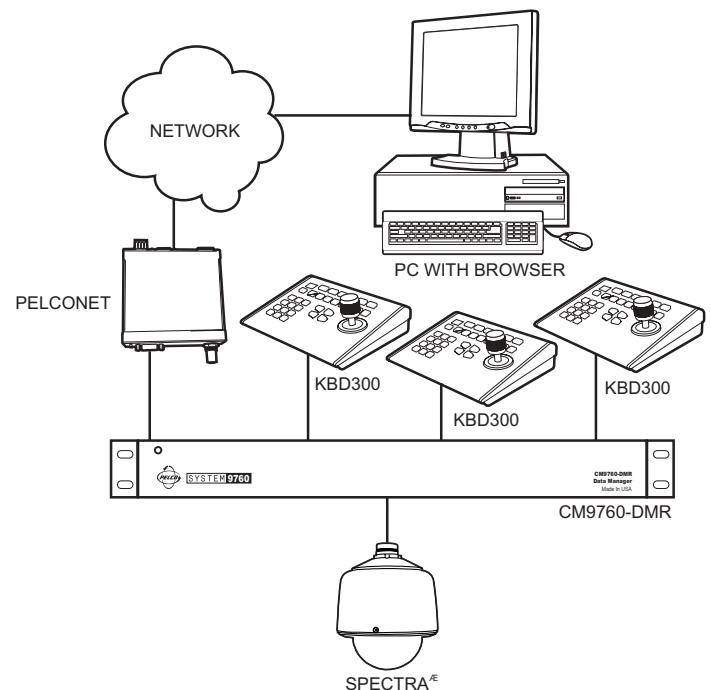 NETWORK
PC WITH BROWSER
PELCONET
KBD300
KBD300
KBD300
PELCO
SYSTEM 9760
CM9760-DMR
Data Manager
Made In USA
CM9760-DMR
SPECTRA Æ